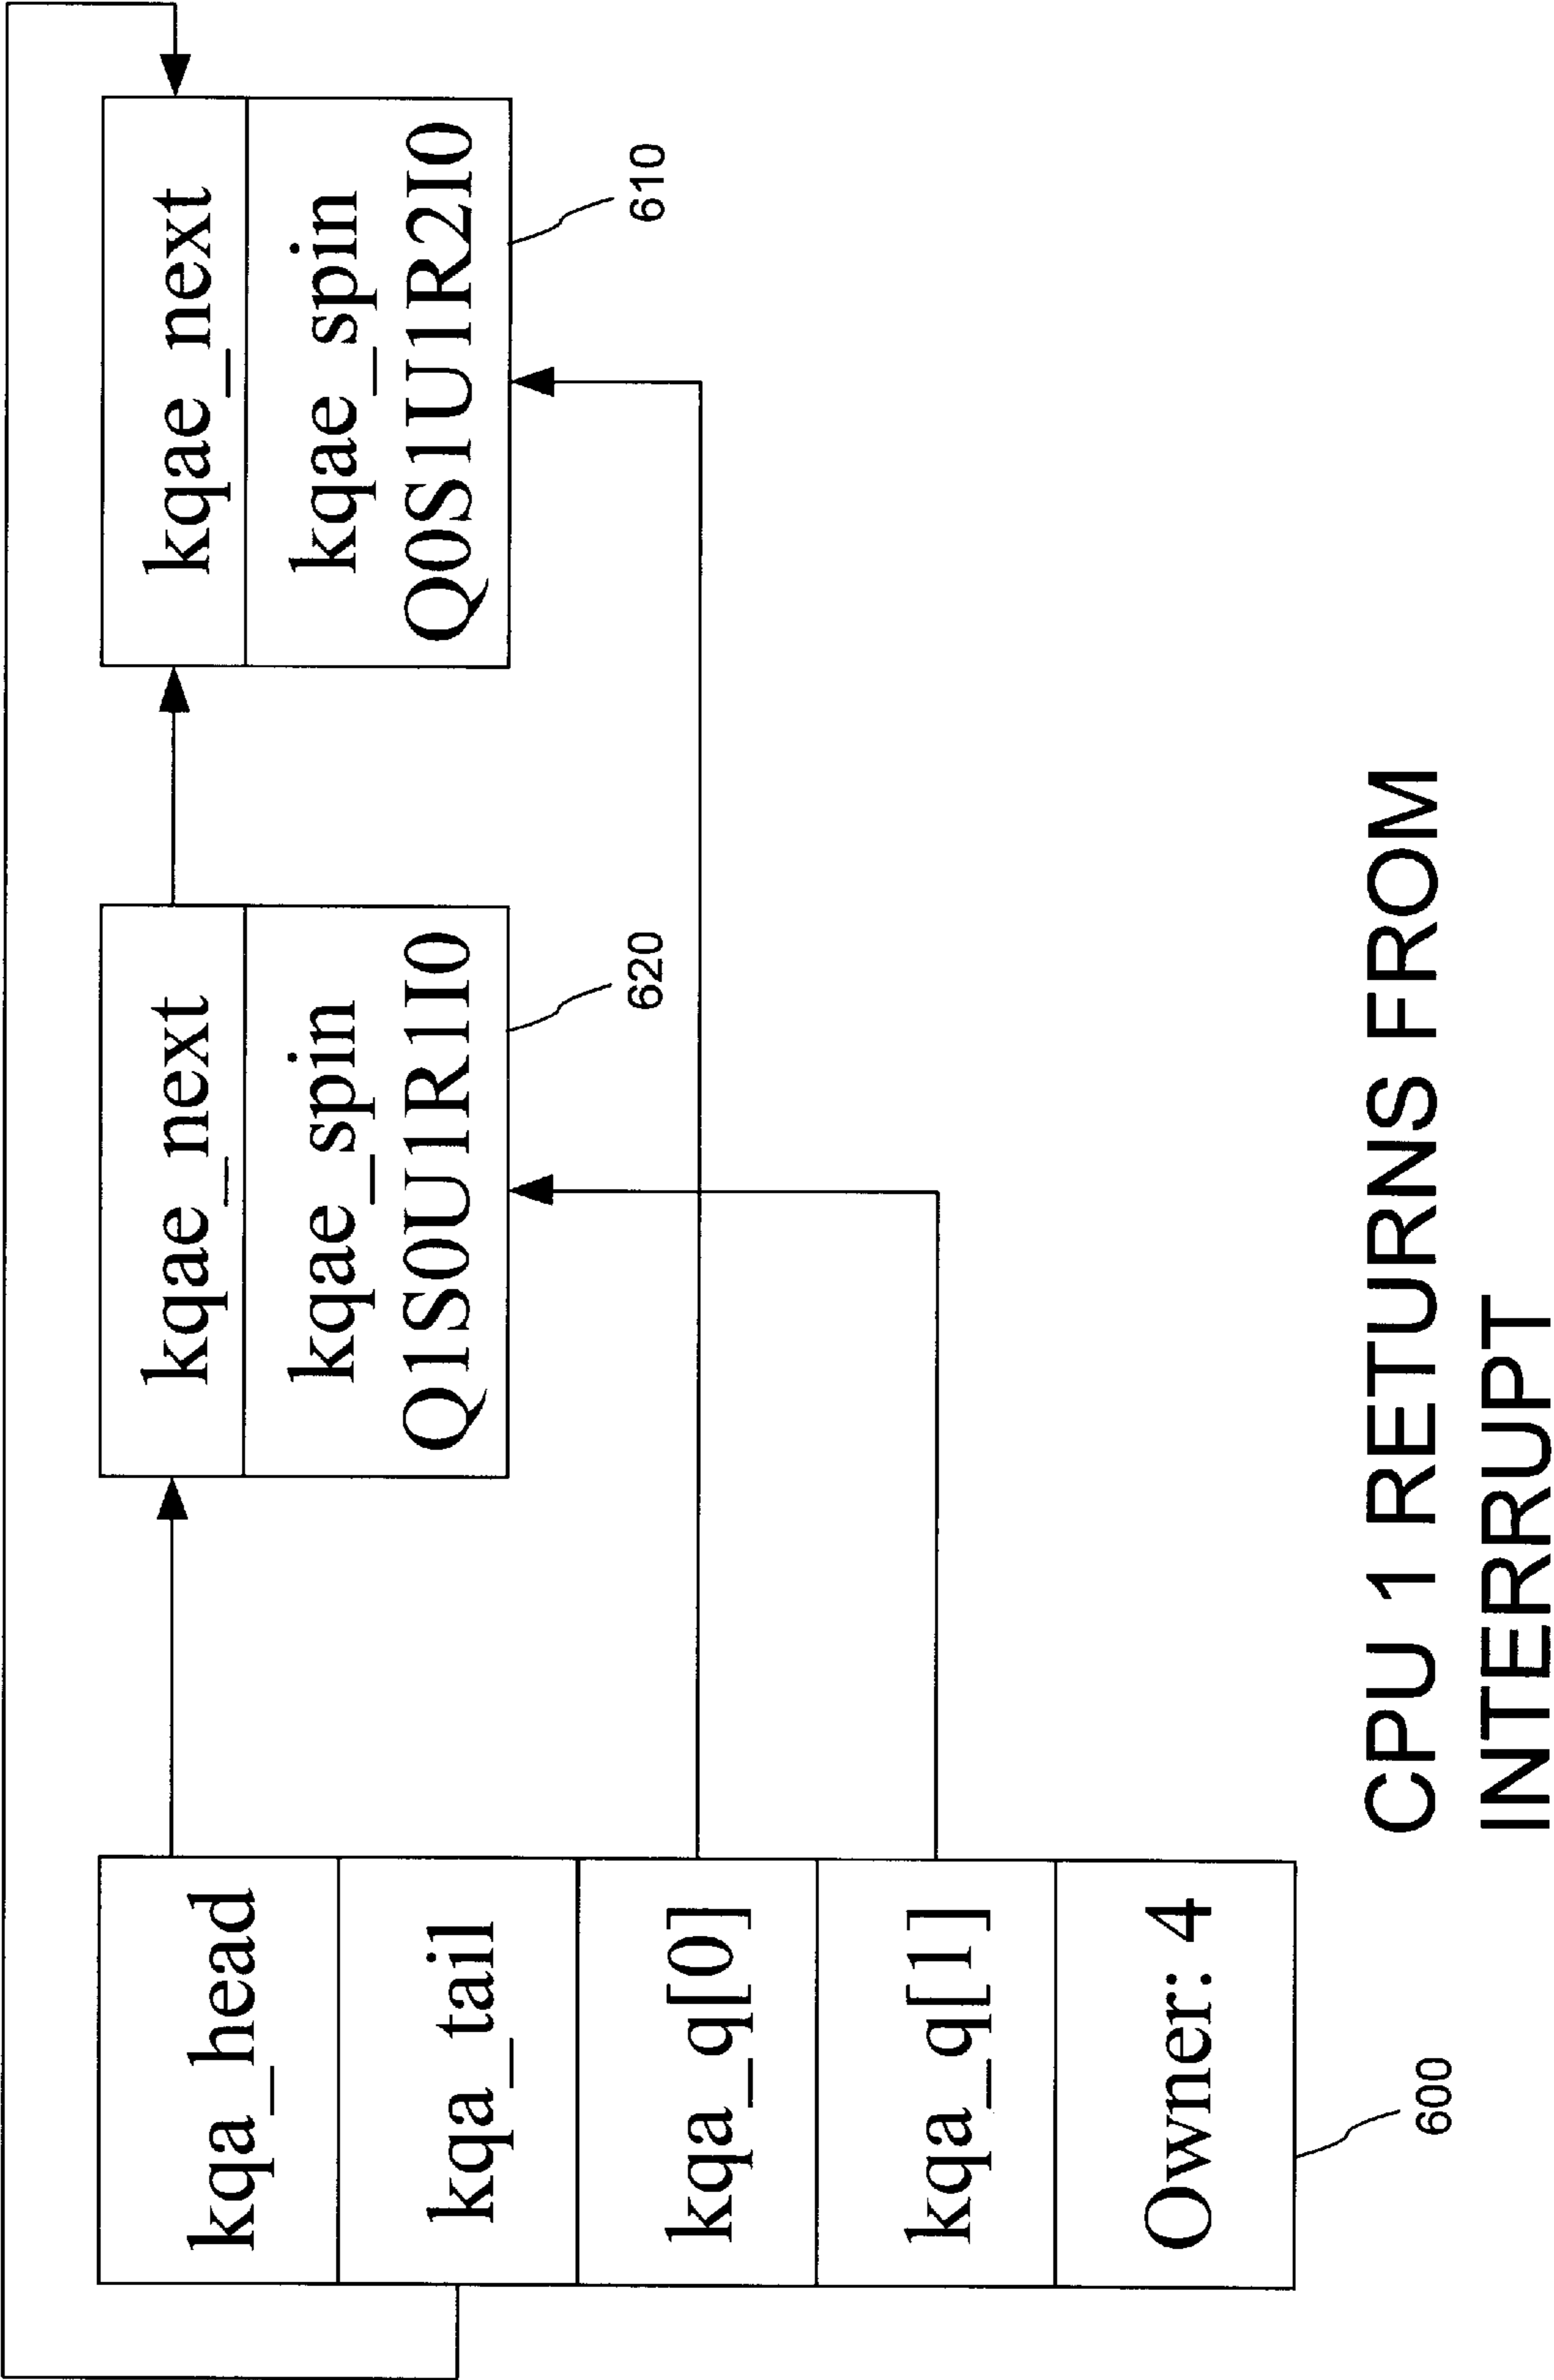 kqa_head
kqa_tail
kqa_q[0]
kqa_q[1]
Owner: 4
600
kqae_next
kqae_spin
Q1S0U1R1I0
620
kqae_next
kqae_spin
Q0S1U1R2I0
610
CPU 1 RETURNS FROM
INTERRUPT